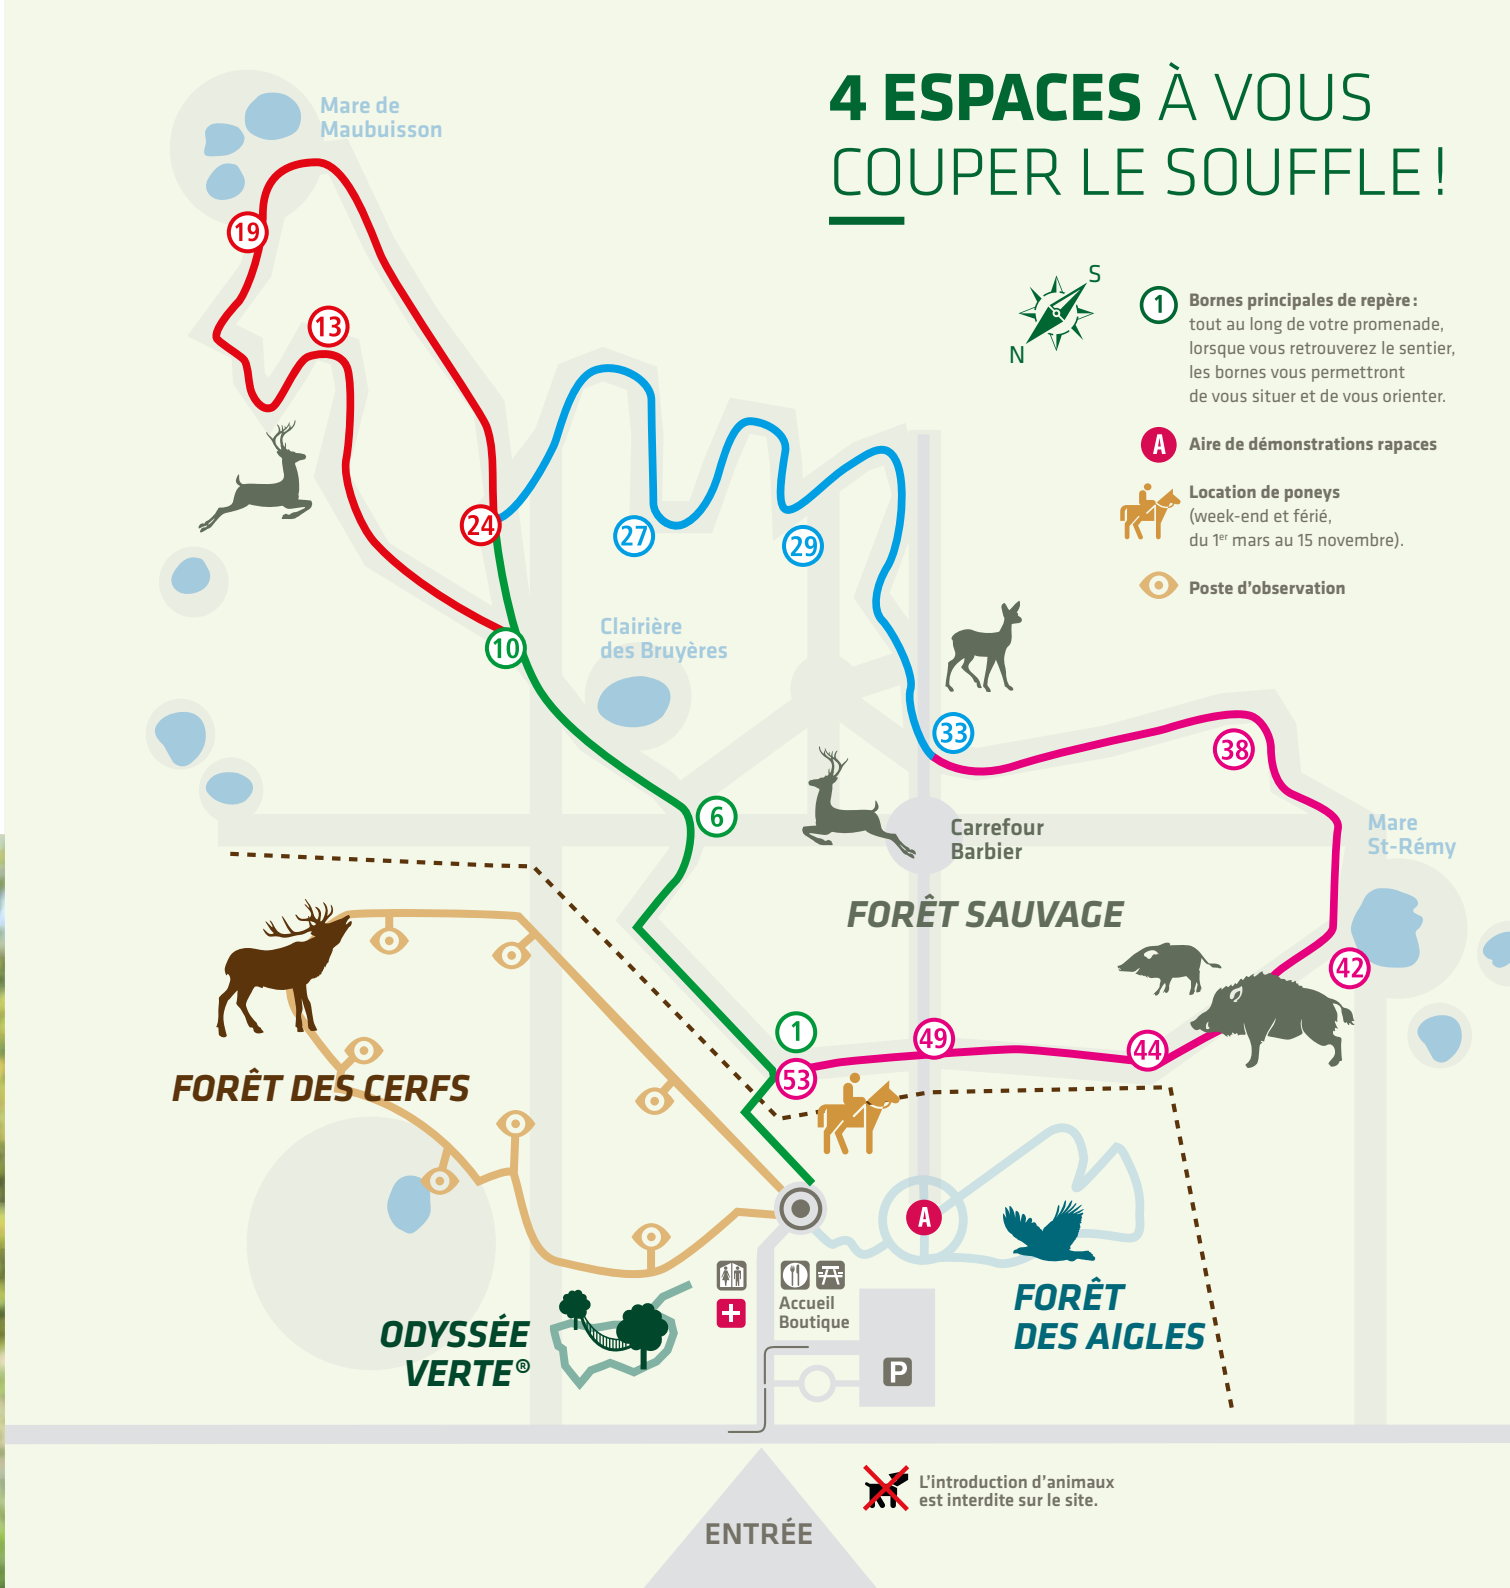 4 ESPACES À VOUS
COUPER LE SOUFFLE !
Mare de
Maubuisson
S
N
1
Bornes principales de repère :
tout au long de votre promenade,
lorsque vous retrouverez le sentier,
les bornes vous permettront
de vous situer et de vous orienter.
A
Aire de démonstrations rapaces
Location de poneys
(week-end et férié,
du 1er mars au 15 novembre).
Poste d'observation
19
13
24
27
29
10
Clairière
des Bruyères
33
38
6
Carrefour
Barbier
Mare
St-Rémy
FORÊT SAUVAGE
42
1
49
44
53
FORÊT DES CERFS
A
Accueil
Boutique
P
FORÊT
DES AIGLES
ODYSSÉE
VERTE®
L'introduction d'animaux
est interdite sur le site.
ENTRÉE